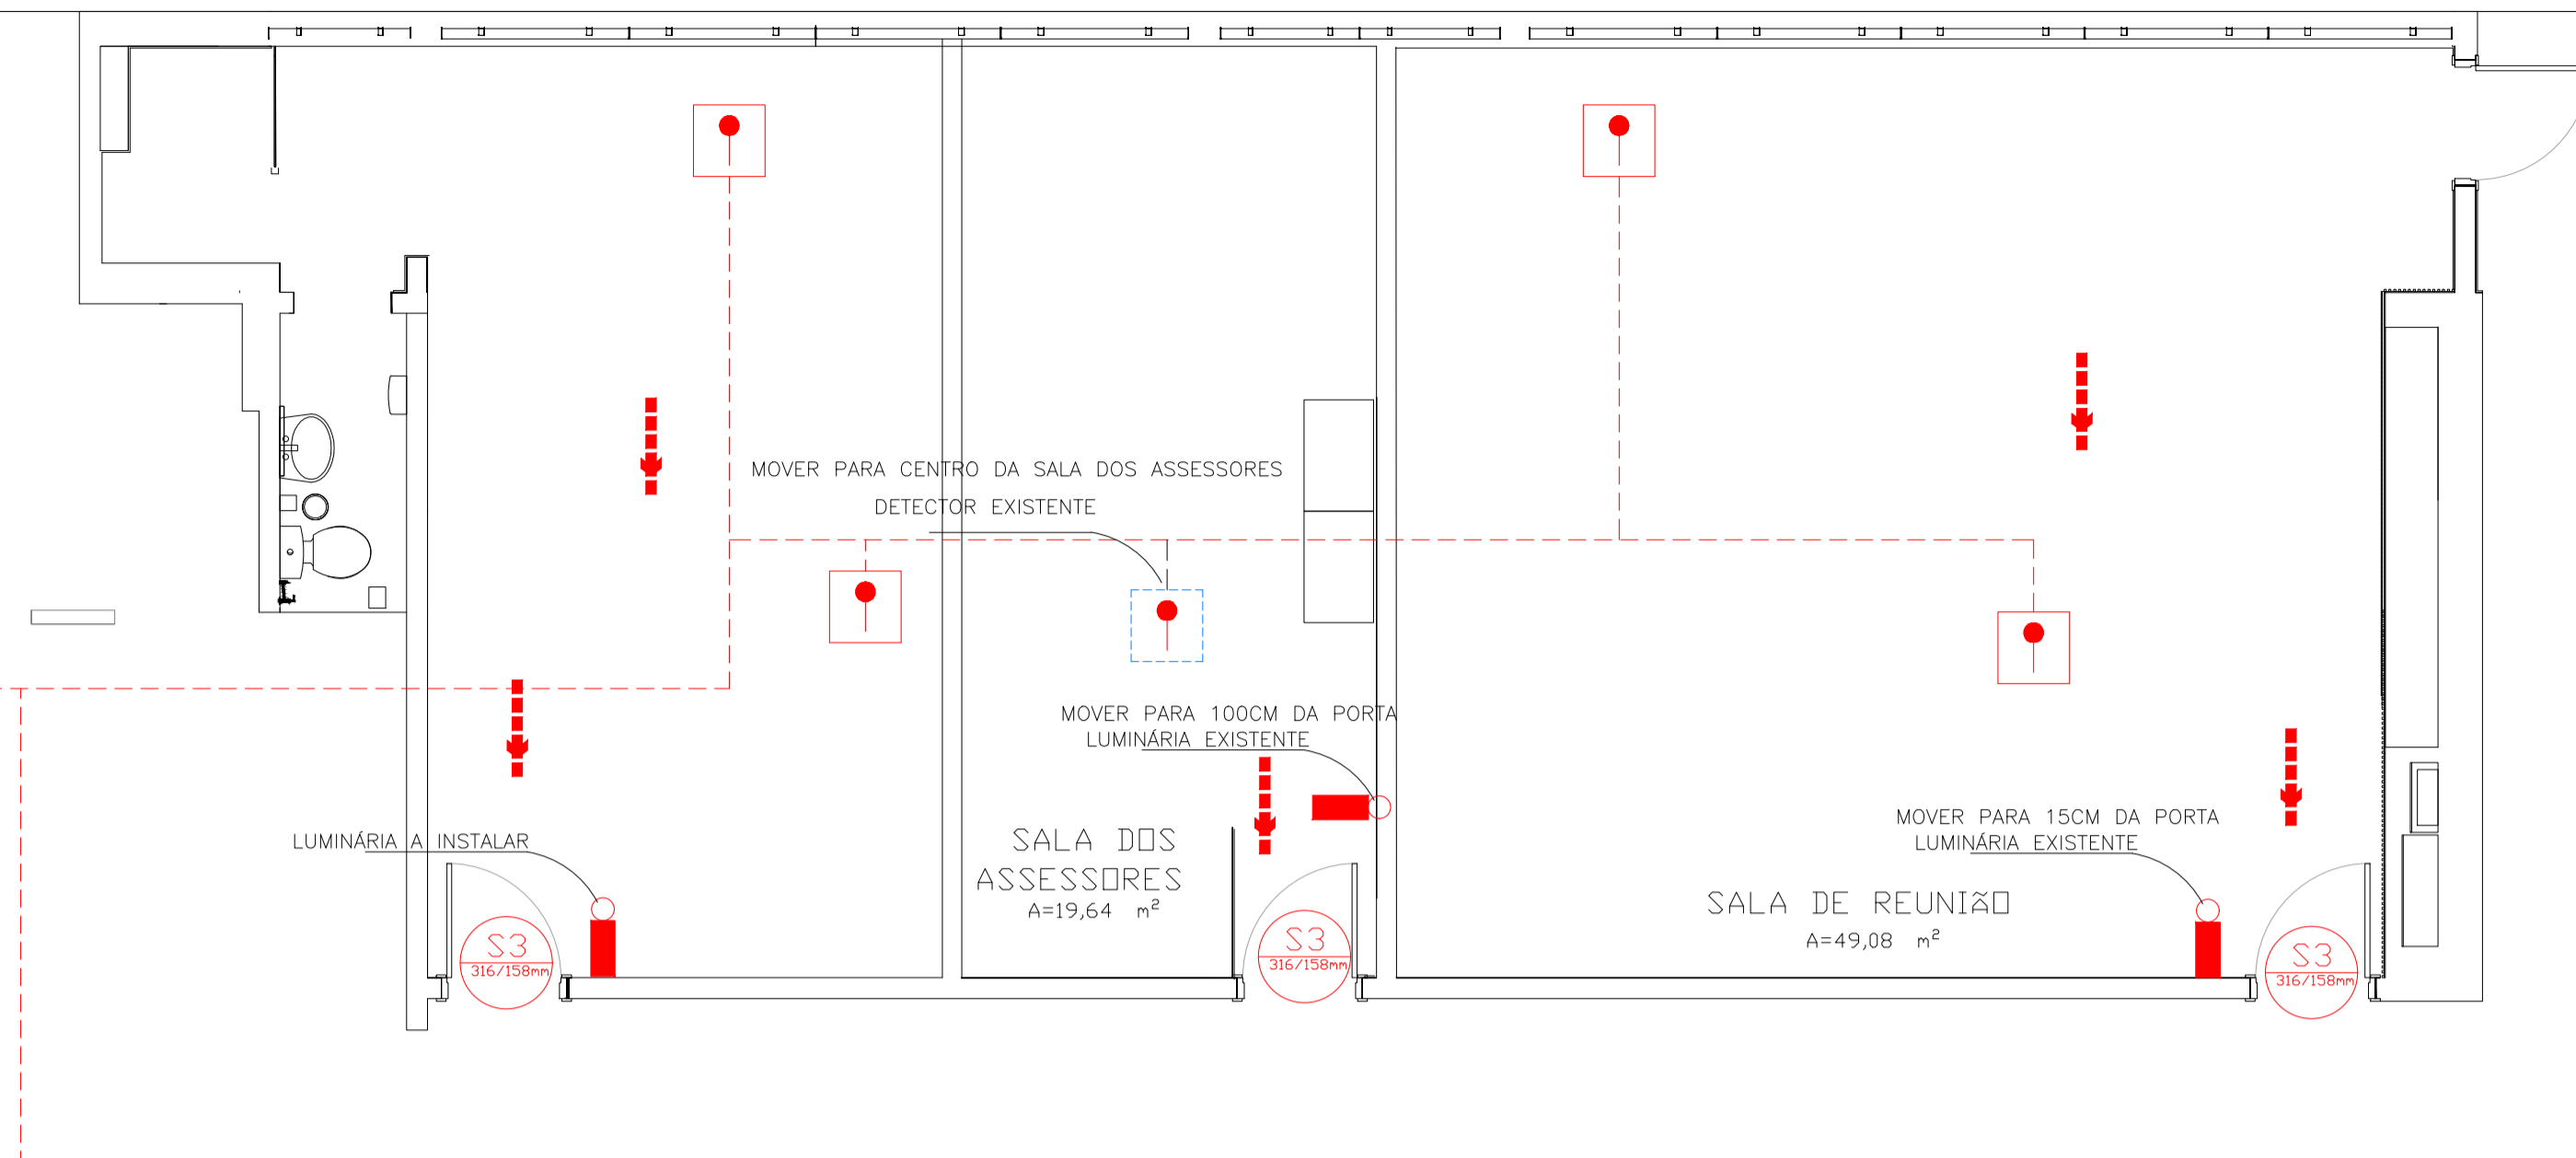 MOVER PARA CENTRO DA SALA DOS ASSESSORES
DETECTOR EXISTENTE
MOVER PARA 100CM DA PORTA
LUMINÁRIA EXISTENTE
LUMINÁRIA A INSTALAR
SALA DOS
ASSESSORES
A=19,64 m²
MOVER PARA 15CM DA PORTA
LUMINÁRIA EXISTENTE
SALA DE REUNIÃO
A=49,08 m²
S3
316/158mm
S3
316/158mm
S3
316/158mm